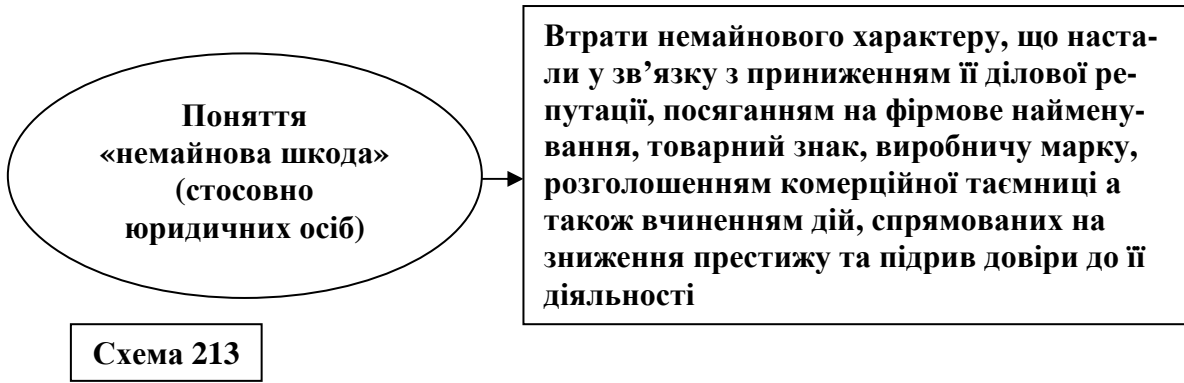 Поняття
«немайнова шкода»
(стосовно
юридичних осіб)
Втрати немайнового характеру, що наста-
ли у зв’язку з приниженням її ділової ре-
путації, посяганням на фірмове наймену-
вання, товарний знак, виробничу марку,
розголошенням комерційної таємниці а
також вчиненням дій, спрямованих на
зниження престижу та підрив довіри до її
діяльності
Схема 213